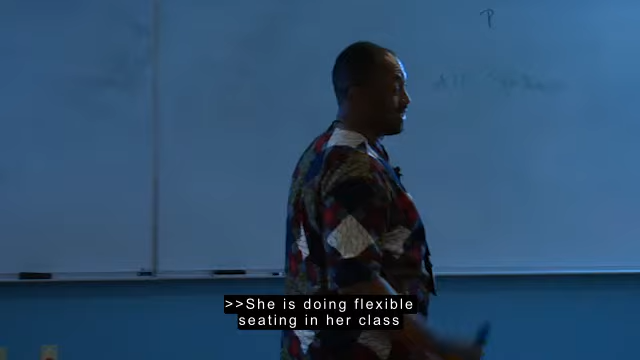 P
>>She is doing flexible
seating in her class